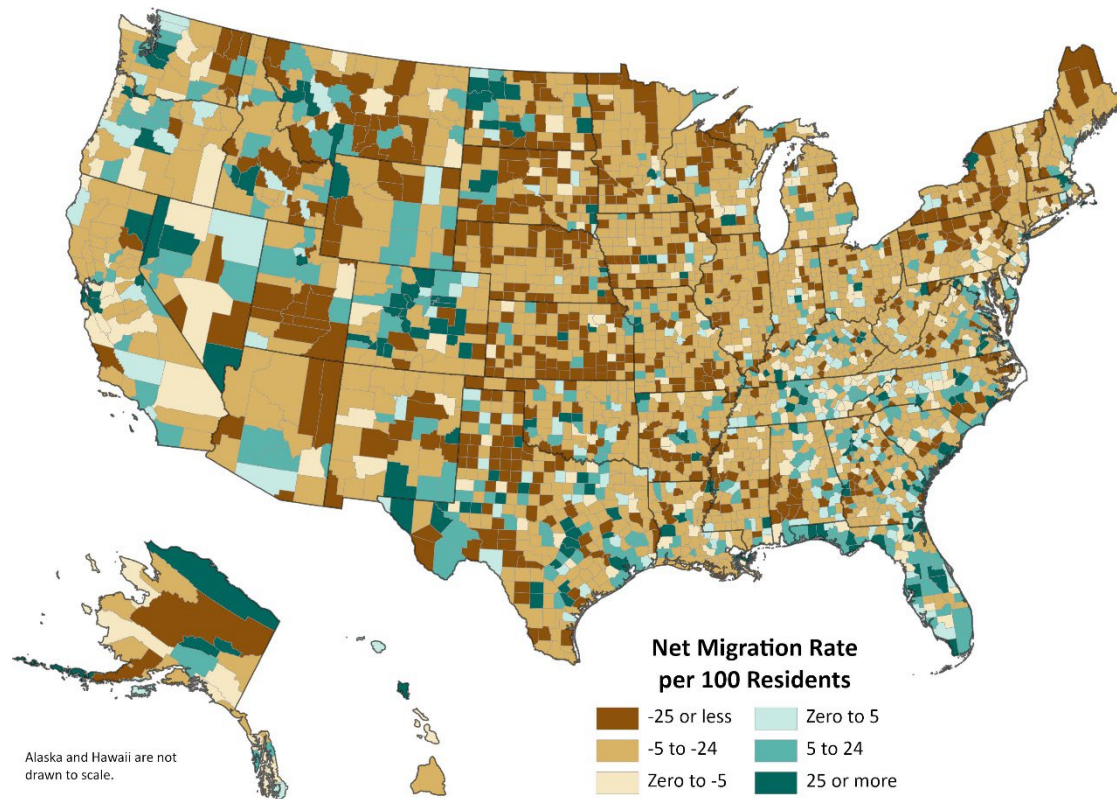 Net Migration Rate
per 100 Residents
-25 or less
Zero to 5
-5 to -24
5 to 24
Zero to -5
25 or more
Alaska and Hawaii are not
drawn to scale.